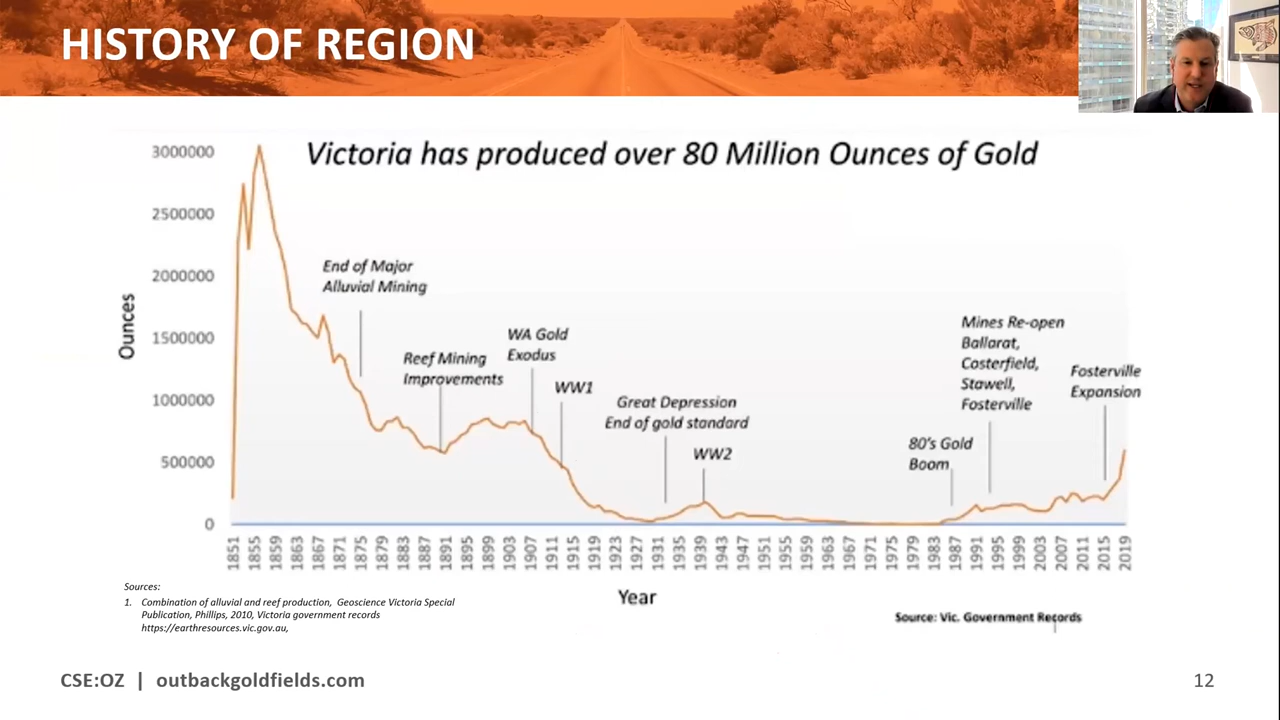 HISTORY OF REGION
Victoria has produced over 80 Million Ounces of Gold
3000000
2500000
2000000
1500000
1000000
500000
0
Ounces
End of Major
Alluvial Mining
Reef Mining
Improvements
WA Gold
Exodus
WW1
Great Depression
End of gold standard
WW2
80's Gold
Boom
Mines Re-open
Ballarat,
Costerfield,
Stawell,
Fosterville
Fosterville
Expansion
1851 1855 1859 1863 1867 1871 1875 1879 1883 1887 1891 1895 1899 1903 1907 1911 1915 1919 1923 1927 1931 1935 1939 1943 1947 1951 1955 1959 1963 1967 1971 1975 1979 1983 1987 1991 1995 1999 2003 2007 2011 2015 2019
Year
Sources:
1. Combination of alluvial and reef production, Geoscience Victoria Special
Publication, Phillips, 2010, Victoria government records
https://earthresources.vic.gov.au,
Source: Vic. Government Records
CSE:OZ | outbackgoldfields.com
12